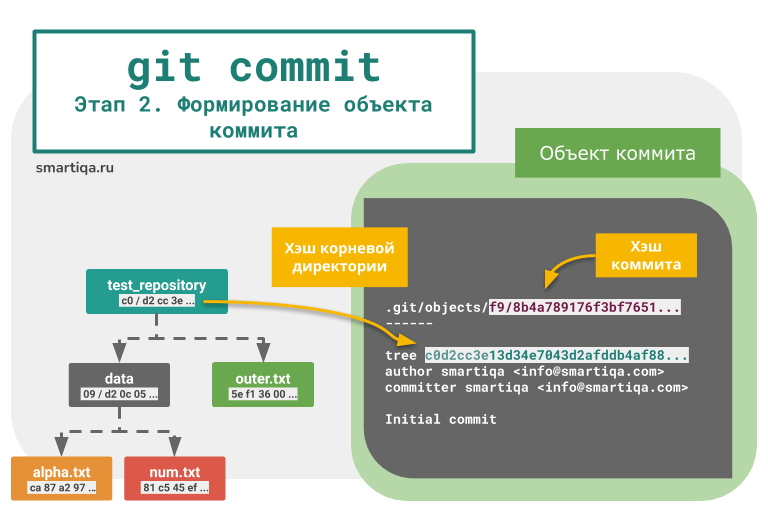 git commit
Этап 2. Формирование объекта
коммита
smartiqa.ru
Объект коммита
Хэш корневой
директории
Хэш
коммита
test_repository
c0 / d2 cc 3e ...
data
09 / d2 0c 05 ...
outer.txt
5e f1 36 00 ...
alpha.txt
ca 87 a2 97 ...
num.txt
81 c5 45 ef ...
.git/objects/f9/8b4a789176f3bf7651...
------
tree c0d2cc3e13d34e7043d2afddb4af88...
author smartiqa <info@smartiqa.com>
committer smartiqa <info@smartiqa.com>
Initial commit